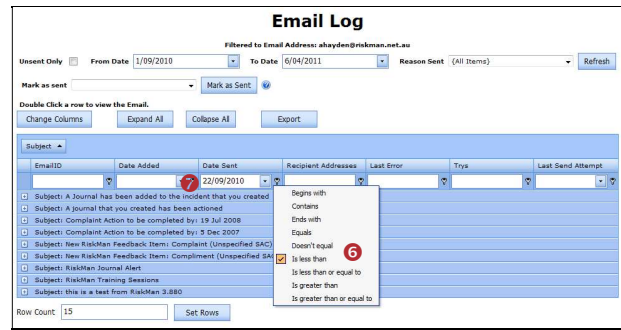 Email Log
Filtered to Email Address: ahayden@riskman.net.au
Unsent Only From Date 1/09/2010 To Date 6/04/2011 Reason Sent {All Items} Refresh
Mark as sent Mark as Sent
Double Click a row to view the Email.
Change Columns Expand All Collapse All Export
Subject
EmailID Date Added Date Sent Recipient Addresses Last Error Trys Last Send Attempt
7 22/09/2010
Subject: A Journal has been added to the incident that you created
Subject: A journal that you created has been actioned
Subject: Complaint Action to be completed by: 19 Jul 2008
Subject: Complaint Action to be completed by: 5 Dec 2007
Subject: New RiskMan Feedback Item: Complaint (Unspecified SAC)
Subject: New RiskMan Feedback Item: Compliment (Unspecified SAC
Subject: RiskMan Journal Alert
Subject: RiskMan Training Sessions
Subject: this is a test from RiskMan 3.880
Begins with
Contains
Ends with
Equals
Doesn't equal
6
Is less than
Is less than or equal to
Is greater than
Is greater than or equal to
Row Count 15 Set Rows